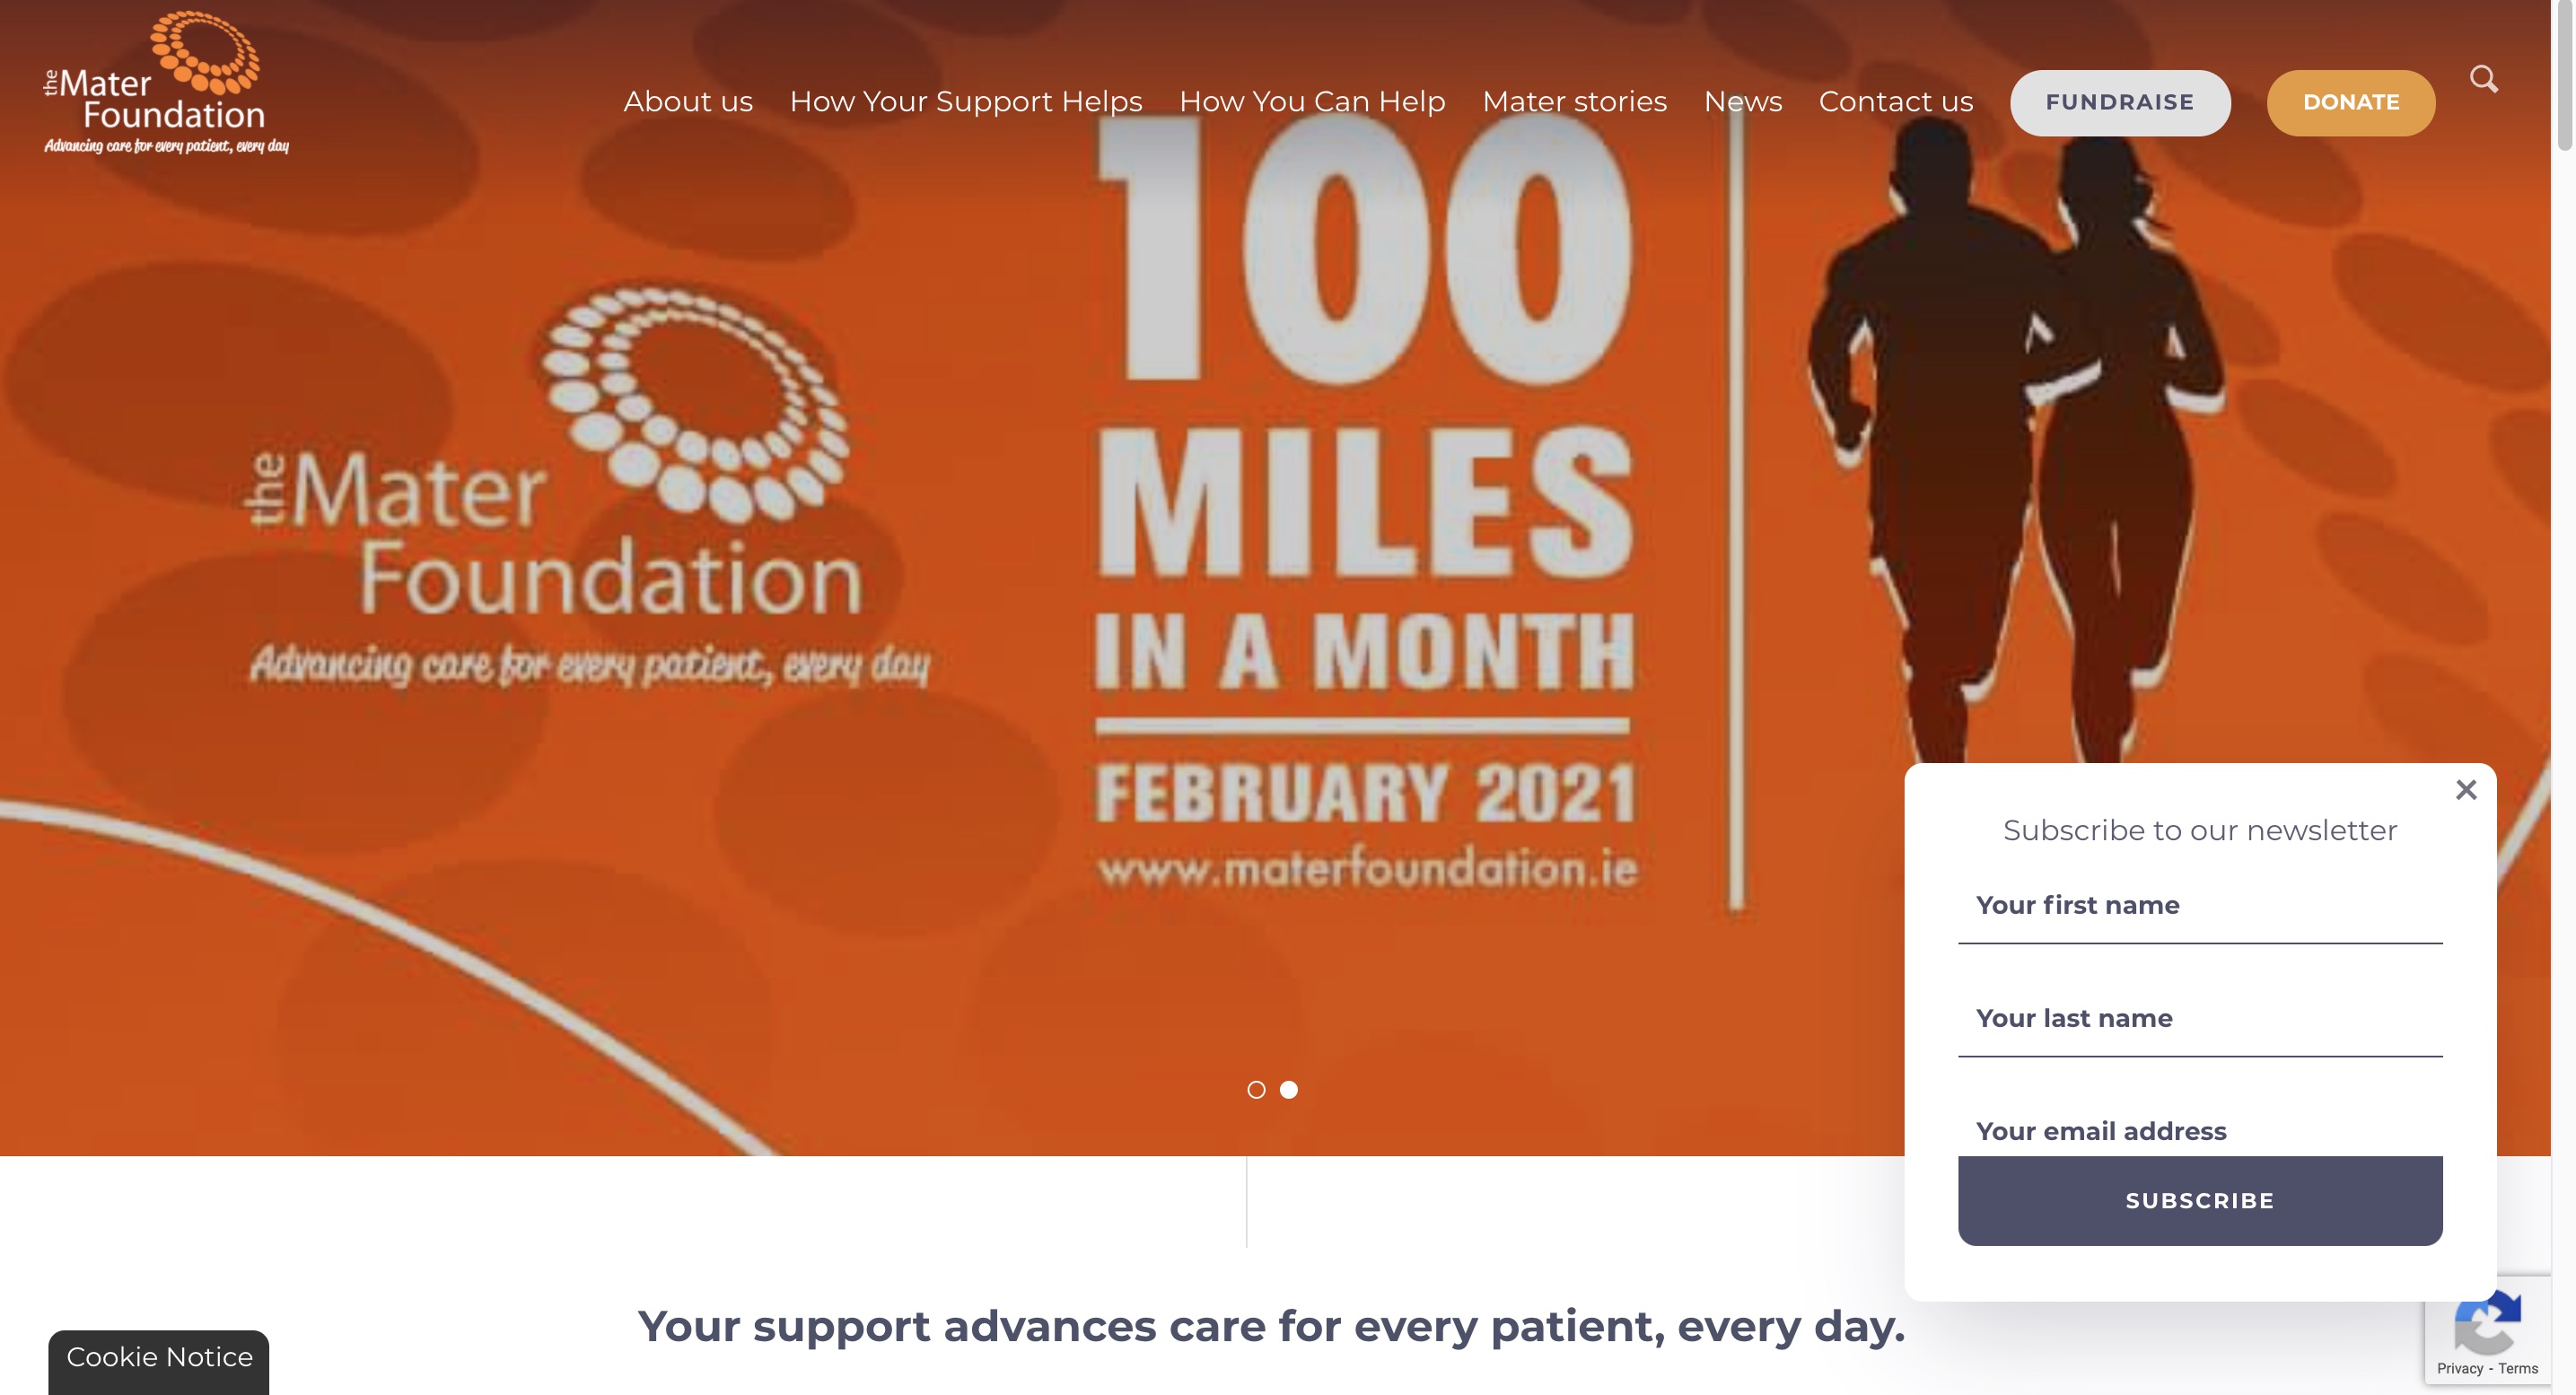 the Mater
Foundation
Advancing care for every patient, every day
About us How Your Support Helps How You Can Help Mater stories News Contact us FUNDRAISE DONATE
the Mater
Foundation
Advancing care for every patient, every day
100
MILES
IN A MONTH
FEBRUARY 2021
www.materfoundation.ie
Subscribe to our newsletter
Your first name
Your last name
Your email address
SUBSCRIBE
Your support advances care for every patient, every day.
Cookie Notice
Privacy - Terms